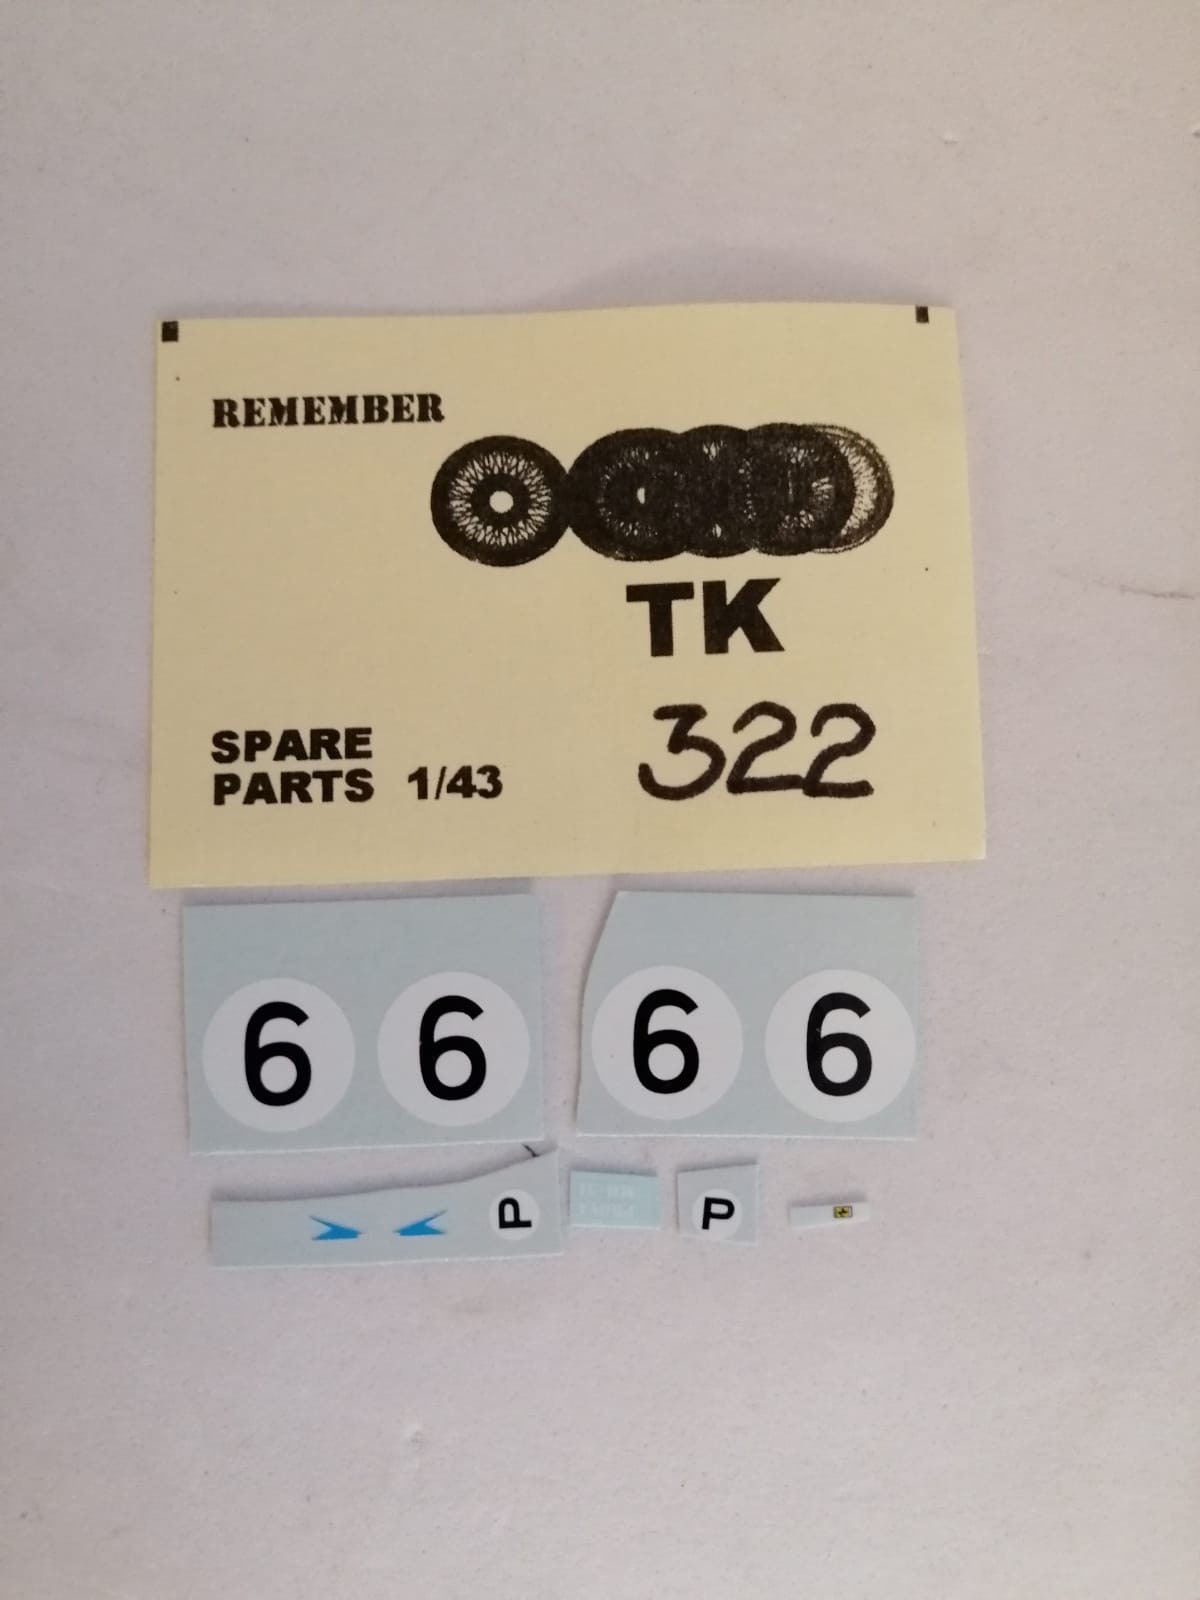 REMEMBER
TK
322
SPARE
PARTS 1/43
6 6 6 6
P
P